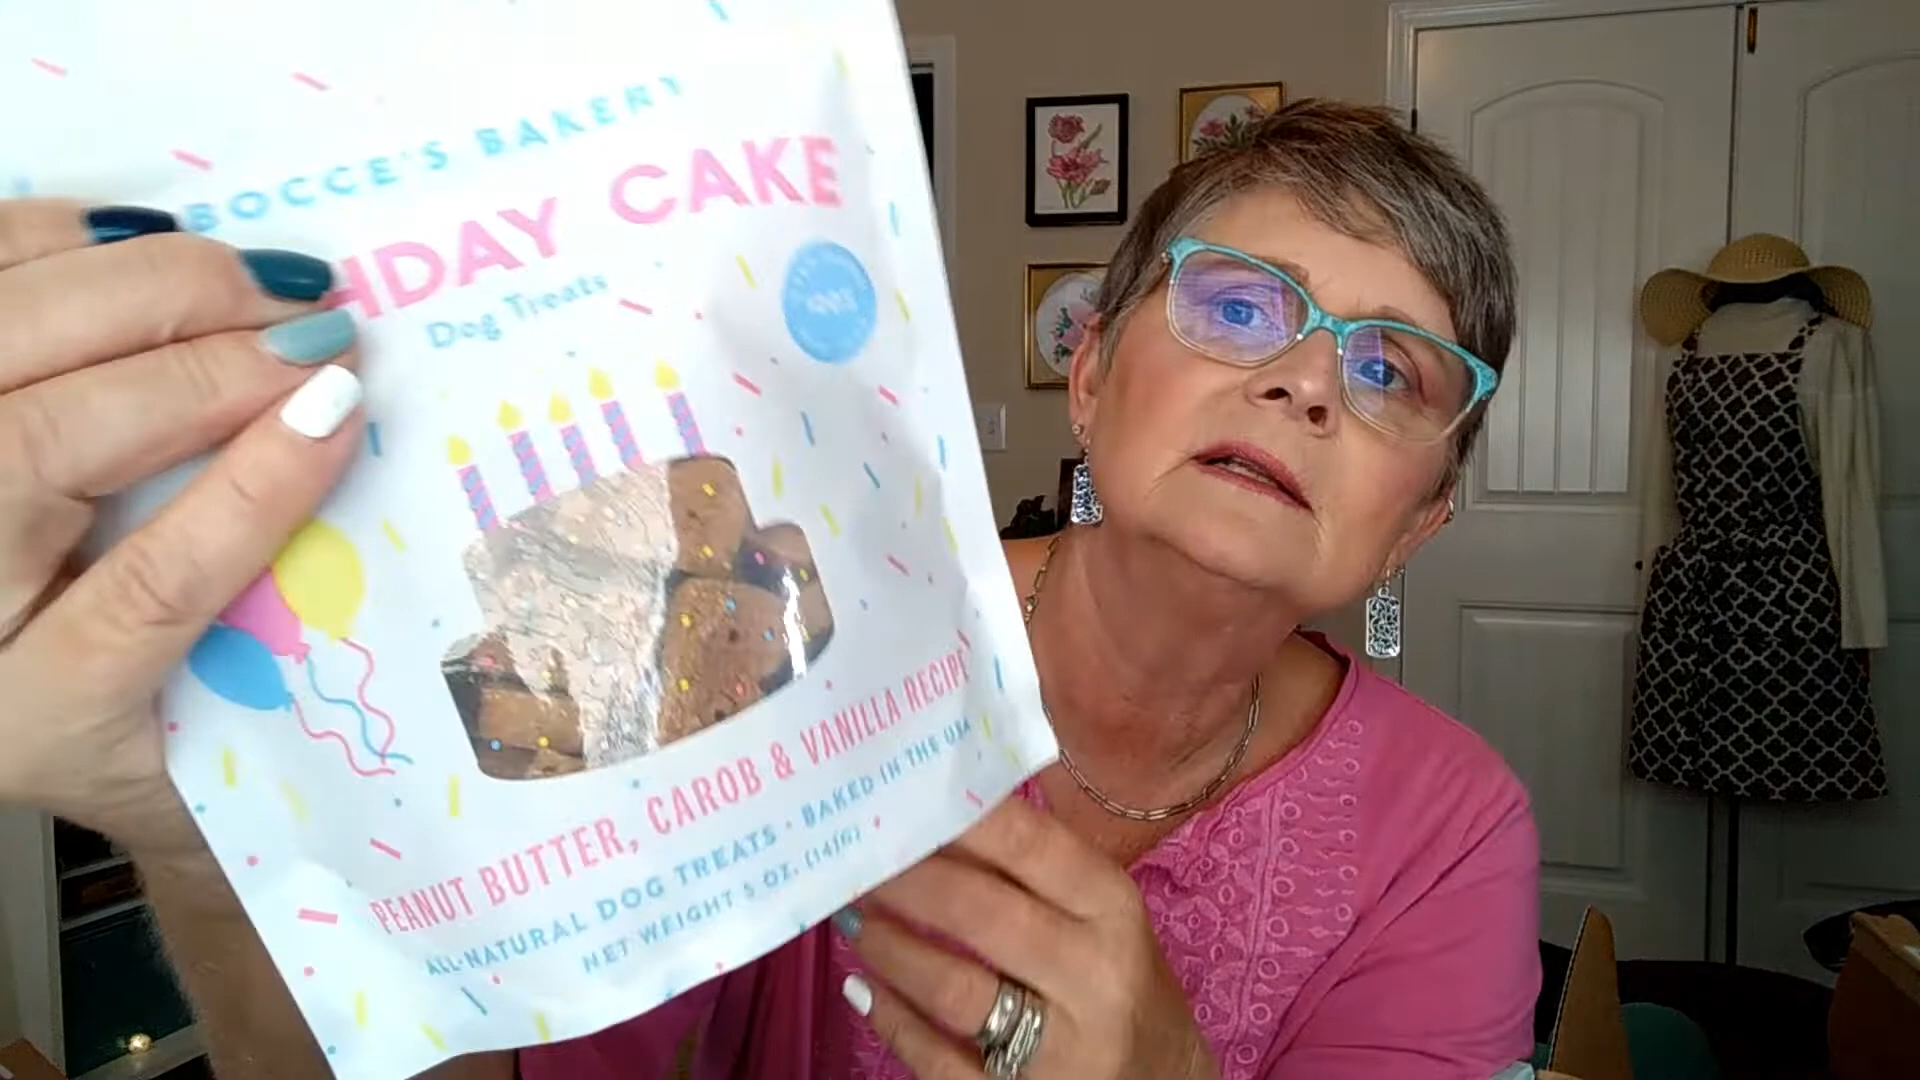 BOCCE'S BAKERY
HDAY CAKE
Dog Treats
PEANUT BUTTER, CAROB & VANILLA RECIPE
ALL-NATURAL DOG TREATS • BAKED IN THE USA
NET WEIGHT 5 OZ. (141G)